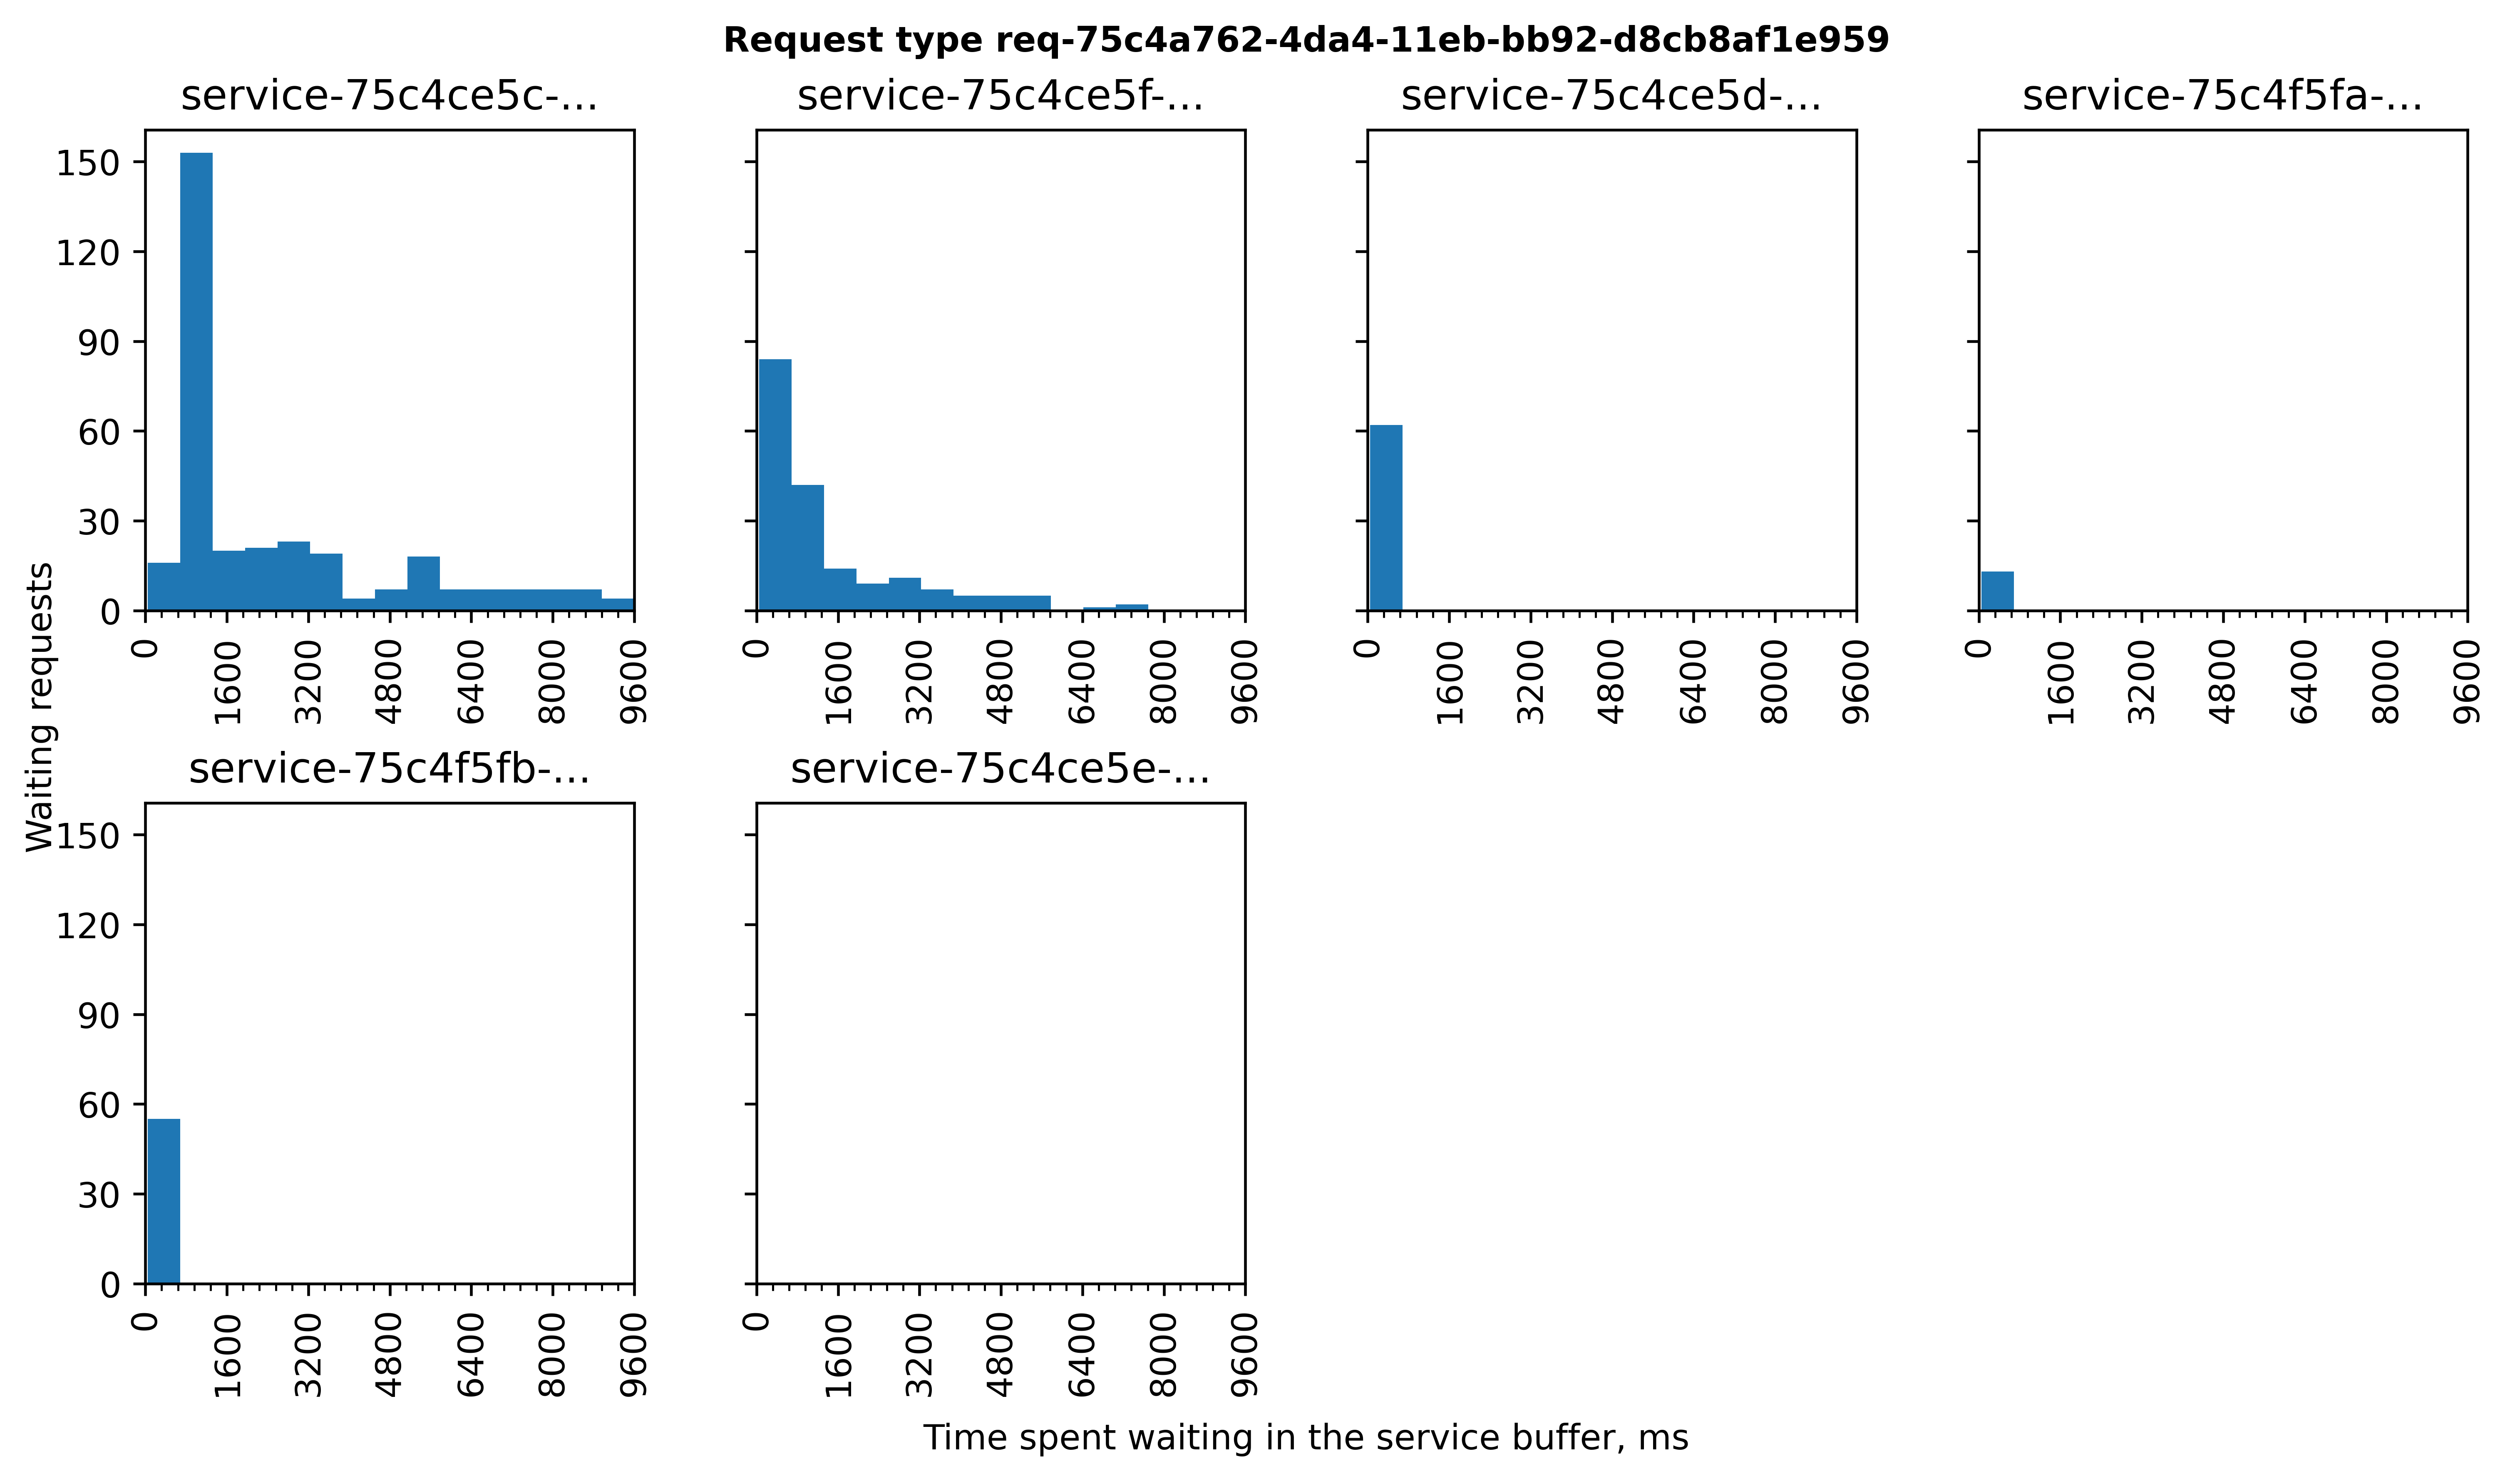 Request type req-75c4a762-4da4-11eb-bb92-d8cb8af1e959
service-75c4ce5c-...
service-75c4ce5f-...
service-75c4ce5d-...
service-75c4f5fa-...
150
120
90
60
30
0
0 1600 3200 4800 6400 8000 9600
0 1600 3200 4800 6400 8000 9600
0 1600 3200 4800 6400 8000 9600
0 1600 3200 4800 6400 8000 9600
Waiting requests
service-75c4f5fb-...
service-75c4ce5e-...
150
120
90
60
30
0
0 1600 3200 4800 6400 8000 9600
0 1600 3200 4800 6400 8000 9600
Time spent waiting in the service buffer, ms